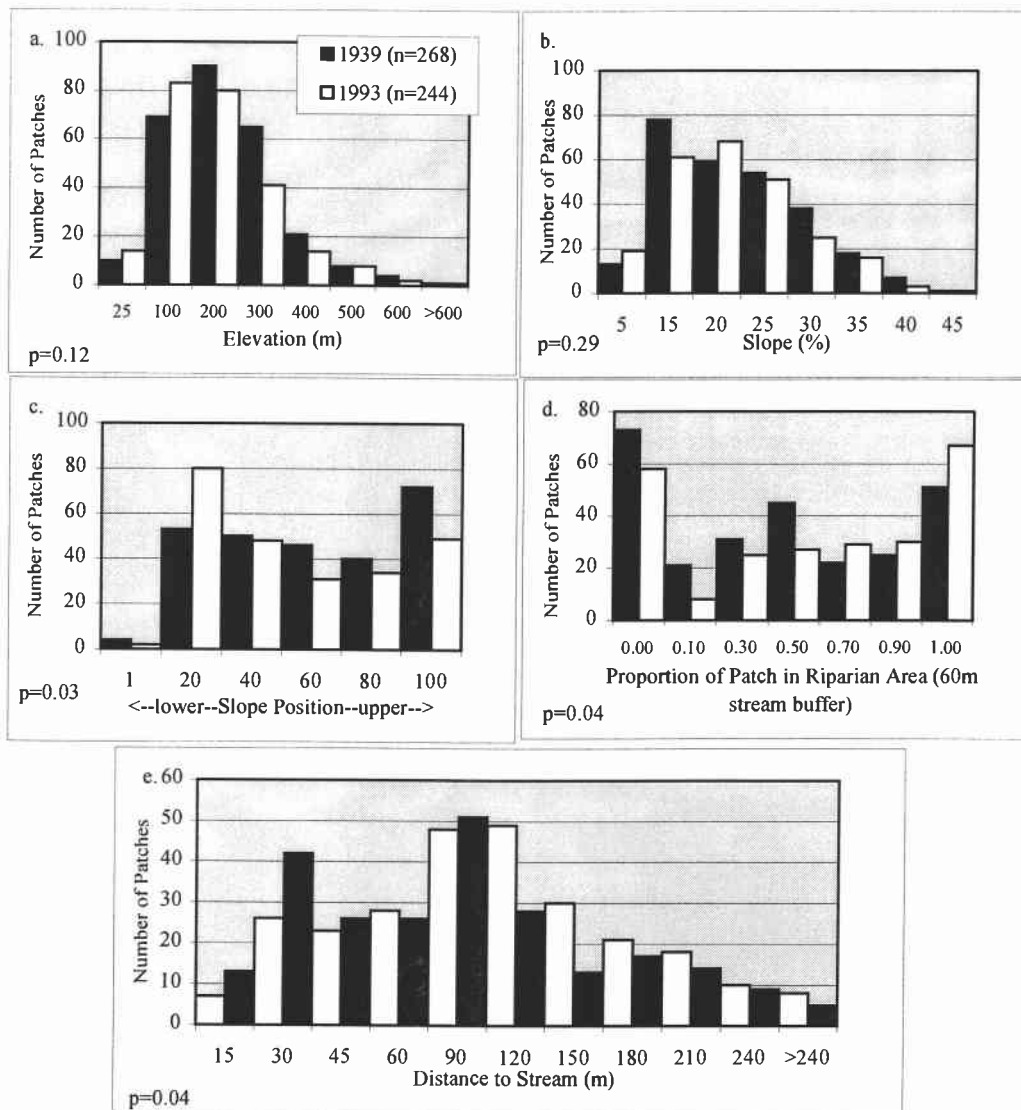 a.
100
80
60
40
20
0
Number of Patches
1939 (n=268)
1993 (n=244)
25 100 200 300 400 500 600 >600
Elevation (m)
p=0.12
b.
100
80
60
40
20
0
Number of Patches
5 15 20 25 30 35 40 45
Slope (%)
p=0.29
c.
100
80
60
40
20
0
Number of Patches
1 20 40 60 80 100
<--lower--Slope Position--upper-->
p=0.03
d.
80
60
40
20
0
Number of Patches
0.00 0.10 0.30 0.50 0.70 0.90 1.00
Proportion of Patch in Riparian Area (60m
stream buffer)
p=0.04
e.
60
50
40
30
20
10
0
Number of Patches
15 30 45 60 90 120 150 180 210 240 >240
Distance to Stream (m)
p=0.04